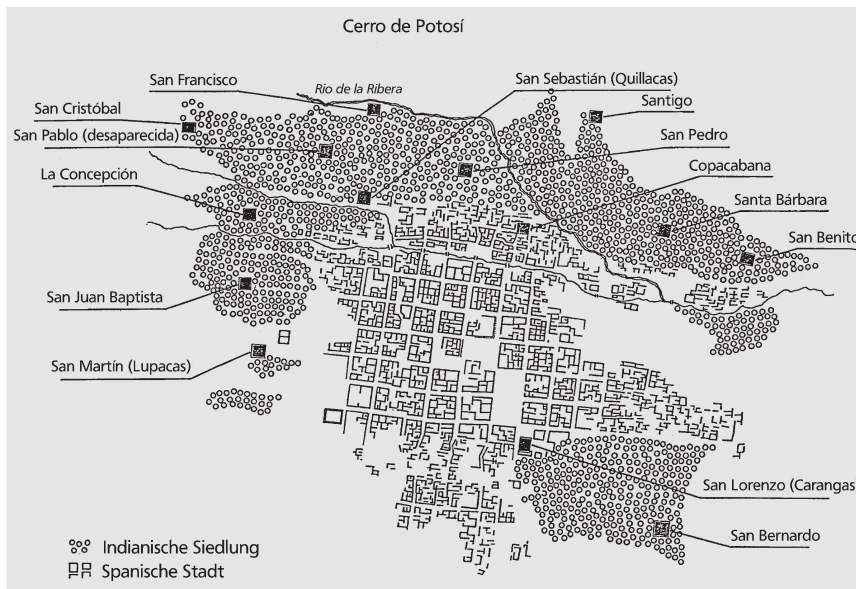 Cerro de Potosí
San Francisco
Rio de la Ribera
San Sebastián (Quillacas)
San Cristóbal
Santigo
San Pablo (desaparecida)
San Pedro
La Concepción
Copacabana
Santa Bárbara
San Benito
San Juan Baptista
San Martín (Lupacas)
San Lorenzo (Carangas
San Bernardo
Indianische Siedlung
Spanische Stadt